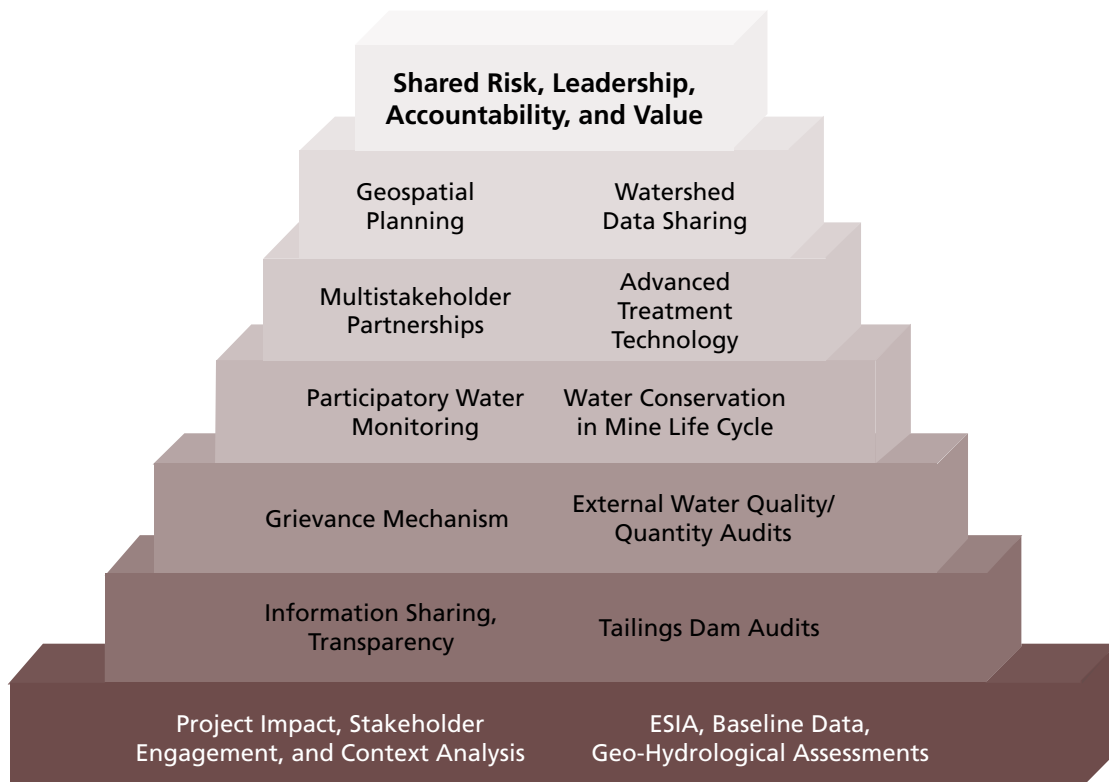 Shared Risk, Leadership,
Accountability, and Value
Geospatial
Planning
Watershed
Data Sharing
Multistakeholder
Partnerships
Advanced
Treatment
Technology
Participatory Water
Monitoring
Water Conservation
in Mine Life Cycle
Grievance Mechanism
External Water Quality/
Quantity Audits
Information Sharing,
Transparency
Tailings Dam Audits
Project Impact, Stakeholder
Engagement, and Context Analysis
ESIA, Baseline Data,
Geo-Hydrological Assessments